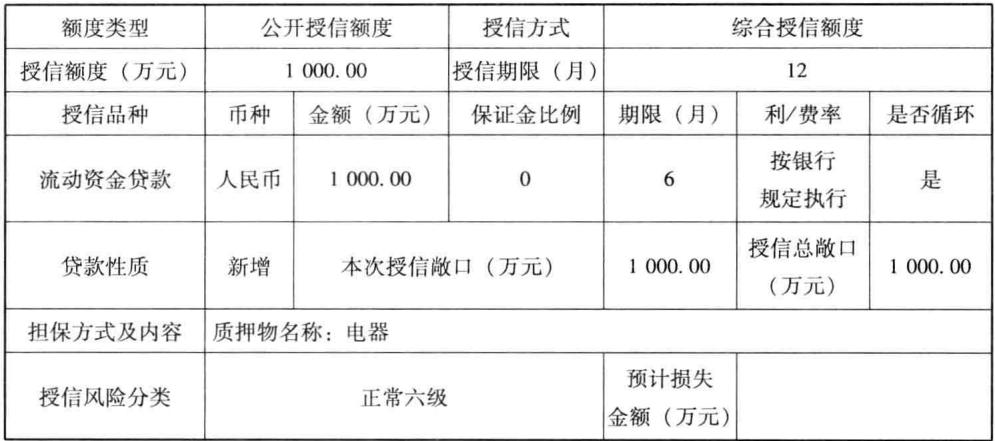 额度类型 公开授信额度 授信方式 综合授信额度
授信额度（万元） 1 000.00 授信期限（月） 12
授信品种 币种 金额（万元） 保证金比例 期限（月） 利/费率 是否循环
流动资金贷款 人民币 1 000.00 0 6 按银行
规定执行 是
贷款性质 新增 本次授信敞口（万元） 1 000.00 授信总敞口
（万元） 1 000.00
担保方式及内容 质押物名称：电器
授信风险分类 正常六级 预计损失
金额（万元）